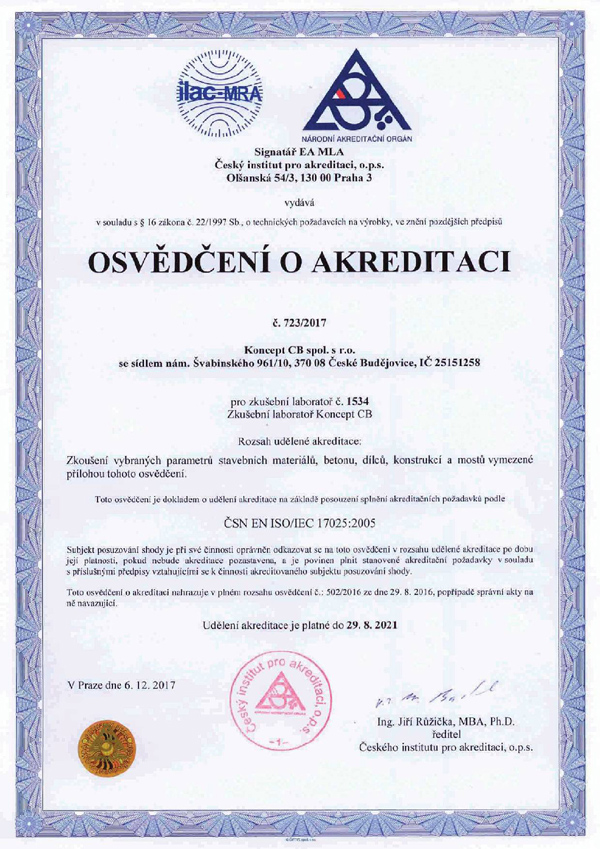 ilac-MRA
NÁRODNÍ AKREDITAČNÍ ORGÁN
Signatář EA MLA
Český institut pro akreditaci, o.p.s.
Olšanská 54/3, 130 00 Praha 3
vydává
v souladu s § 16 zákona č. 22/1997 Sb., o technických požadavcích na výrobky, ve znění pozdějších předpisů
OSVĚDČENÍ O AKREDITACI
č. 723/2017
Koncept CB spol. s r.o.
se sídlem nám. Švabinského 961/10, 370 08 České Budějovice, IČ 25151258
pro zkušební laboratoř č. 1534
Zkušební laboratoř Koncept CB
Rozsah udělené akreditace:
Zkoušení vybraných parametrů stavebních materiálů, betonu, dílců, konstrukcí a mostů vymezené
přílohou tohoto osvědčení.
Toto osvědčení je dokladem o udělení akreditace na základě posouzení splnění akreditačních požadavků podle
ČSN EN ISO/IEC 17025:2005
Subjekt posuzování shody je při své činnosti oprávněn odkazovat se na toto osvědčení v rozsahu udělené akreditace po dobu
její platnosti, pokud nebude akreditace pozastavena, a je povinen plnit stanovené akreditační požadavky v souladu
s příslušnými předpisy vztahujícími se k činnosti akreditovaného subjektu posuzování shody.
Toto osvědčení o akreditaci nahrazuje v plném rozsahu osvědčení č.: 502/2016 ze dne 29. 8. 2016, popřípadě správní akty na
ně navazující.
Udělení akreditace je platné do 29. 8. 2021
V Praze dne 6. 12. 2017
Český institut pro akreditaci, o.p.s.
-1-
Ing. Jiří Růžička, MBA, Ph.D.
ředitel
Českého institutu pro akreditaci, o.p.s.